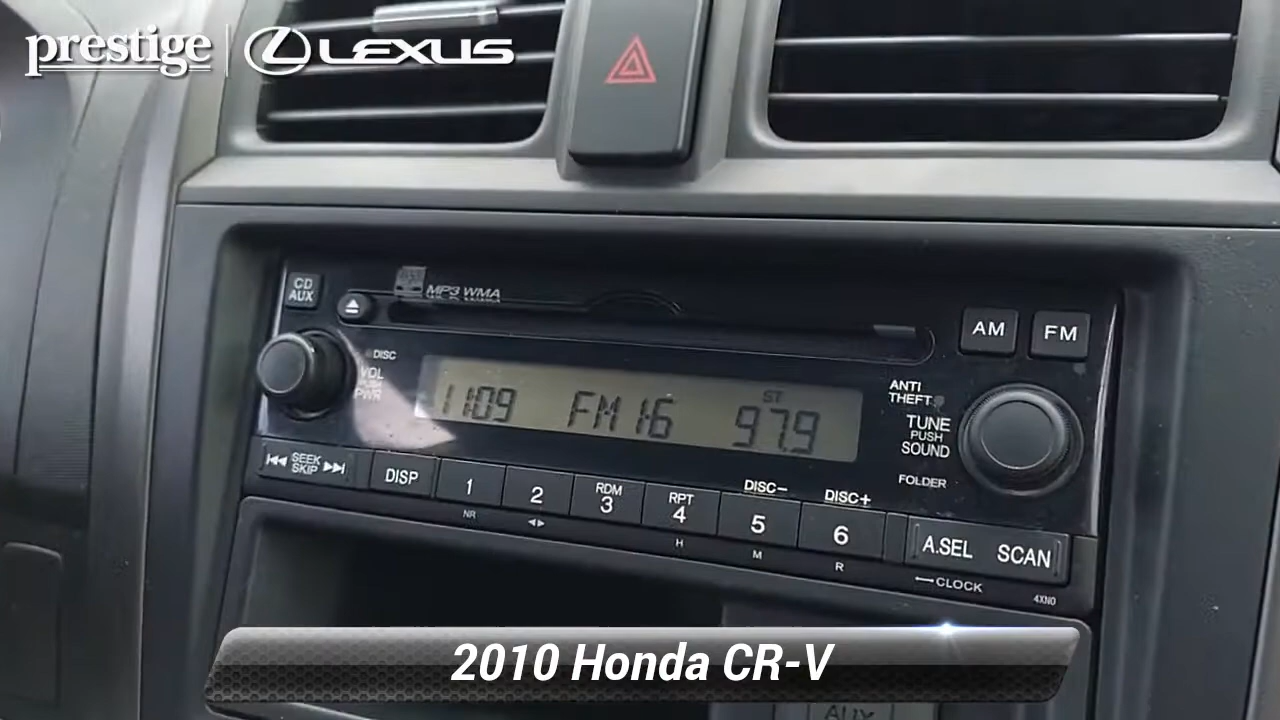 prestige LEXUS
CD
AUX
MP3 WMA
AM FM
DISC
VOL
PUSH
PWR
1109 FM1-6 ST 97.9
ANTI
THEFT
TUNE
PUSH
SOUND
FOLDER
SEEK
SKIP
DISP
1 2 RDM 3 RPT 4 DISC- 5 DISC+ 6
A.SEL SCAN
NR H M R
CLOCK
4XN0
2010 Honda CR-V
AUX